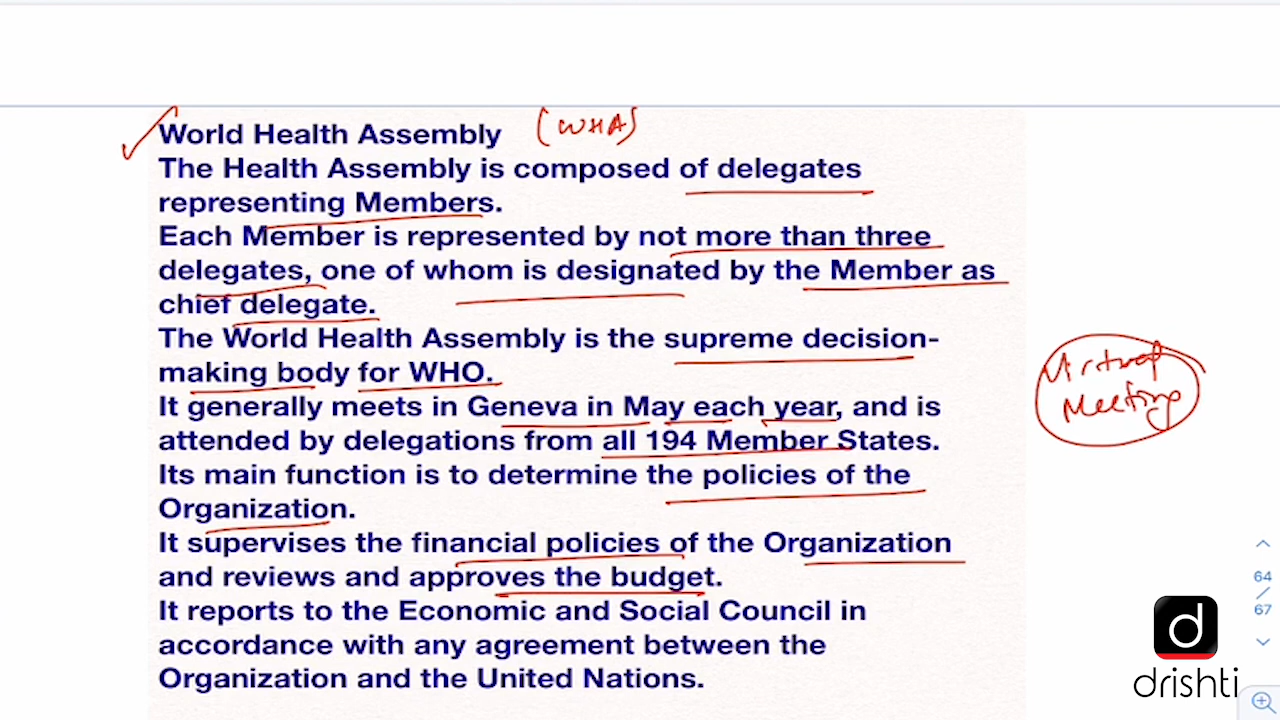 World Health Assembly (WHA)
The Health Assembly is composed of delegates
representing Members.
Each Member is represented by not more than three
delegates, one of whom is designated by the Member as
chief delegate.
The World Health Assembly is the supreme decision-
making body for WHO.
It generally meets in Geneva in May each year, and is
attended by delegations from all 194 Member States.
Its main function is to determine the policies of the
Organization.
It supervises the financial policies of the Organization
and reviews and approves the budget.
It reports to the Economic and Social Council in
accordance with any agreement between the
Organization and the United Nations.
Virtual
Meeting
64
/
67
d
drishti